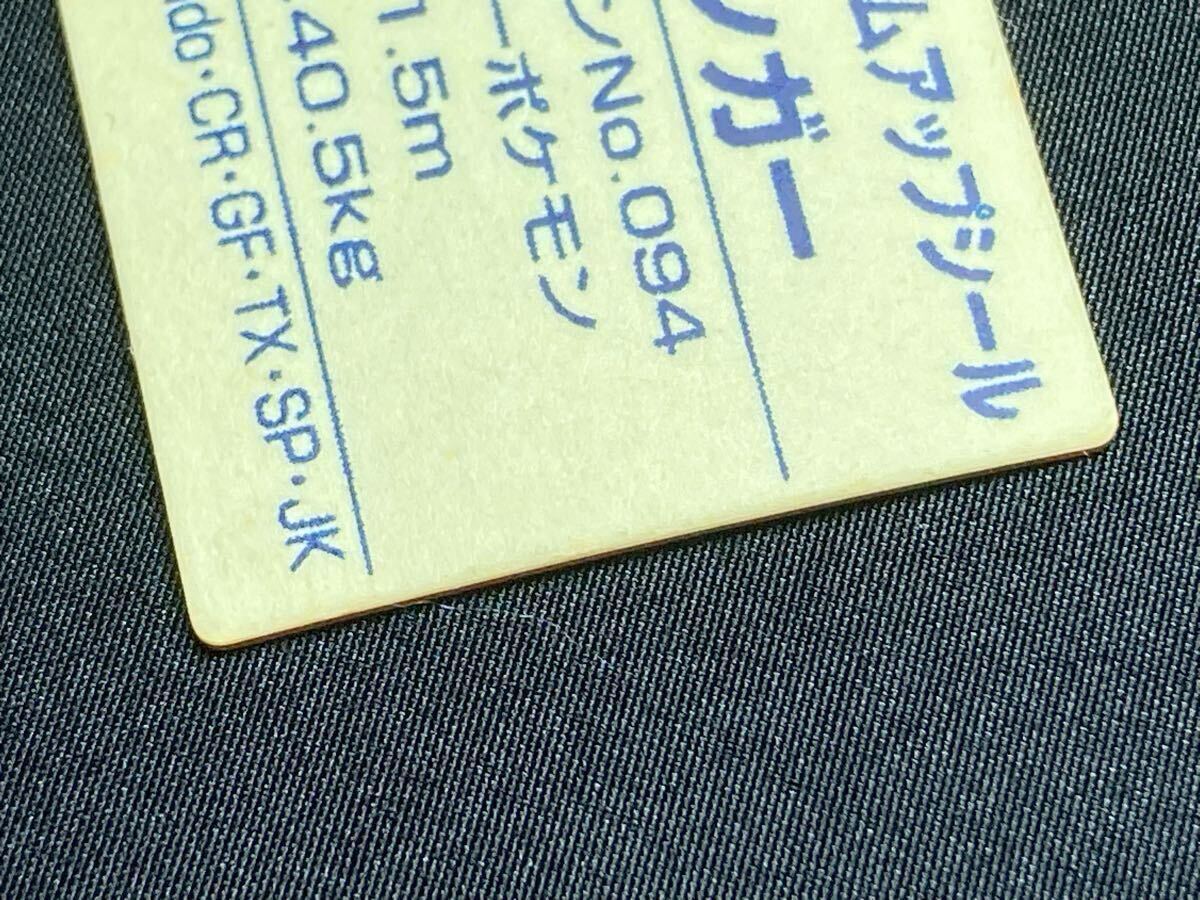 ムアップシール
ンガー
ンNo.094
ーポケモン
1.5m
.40.5kg
do・CR・GF・TX・SP・JK